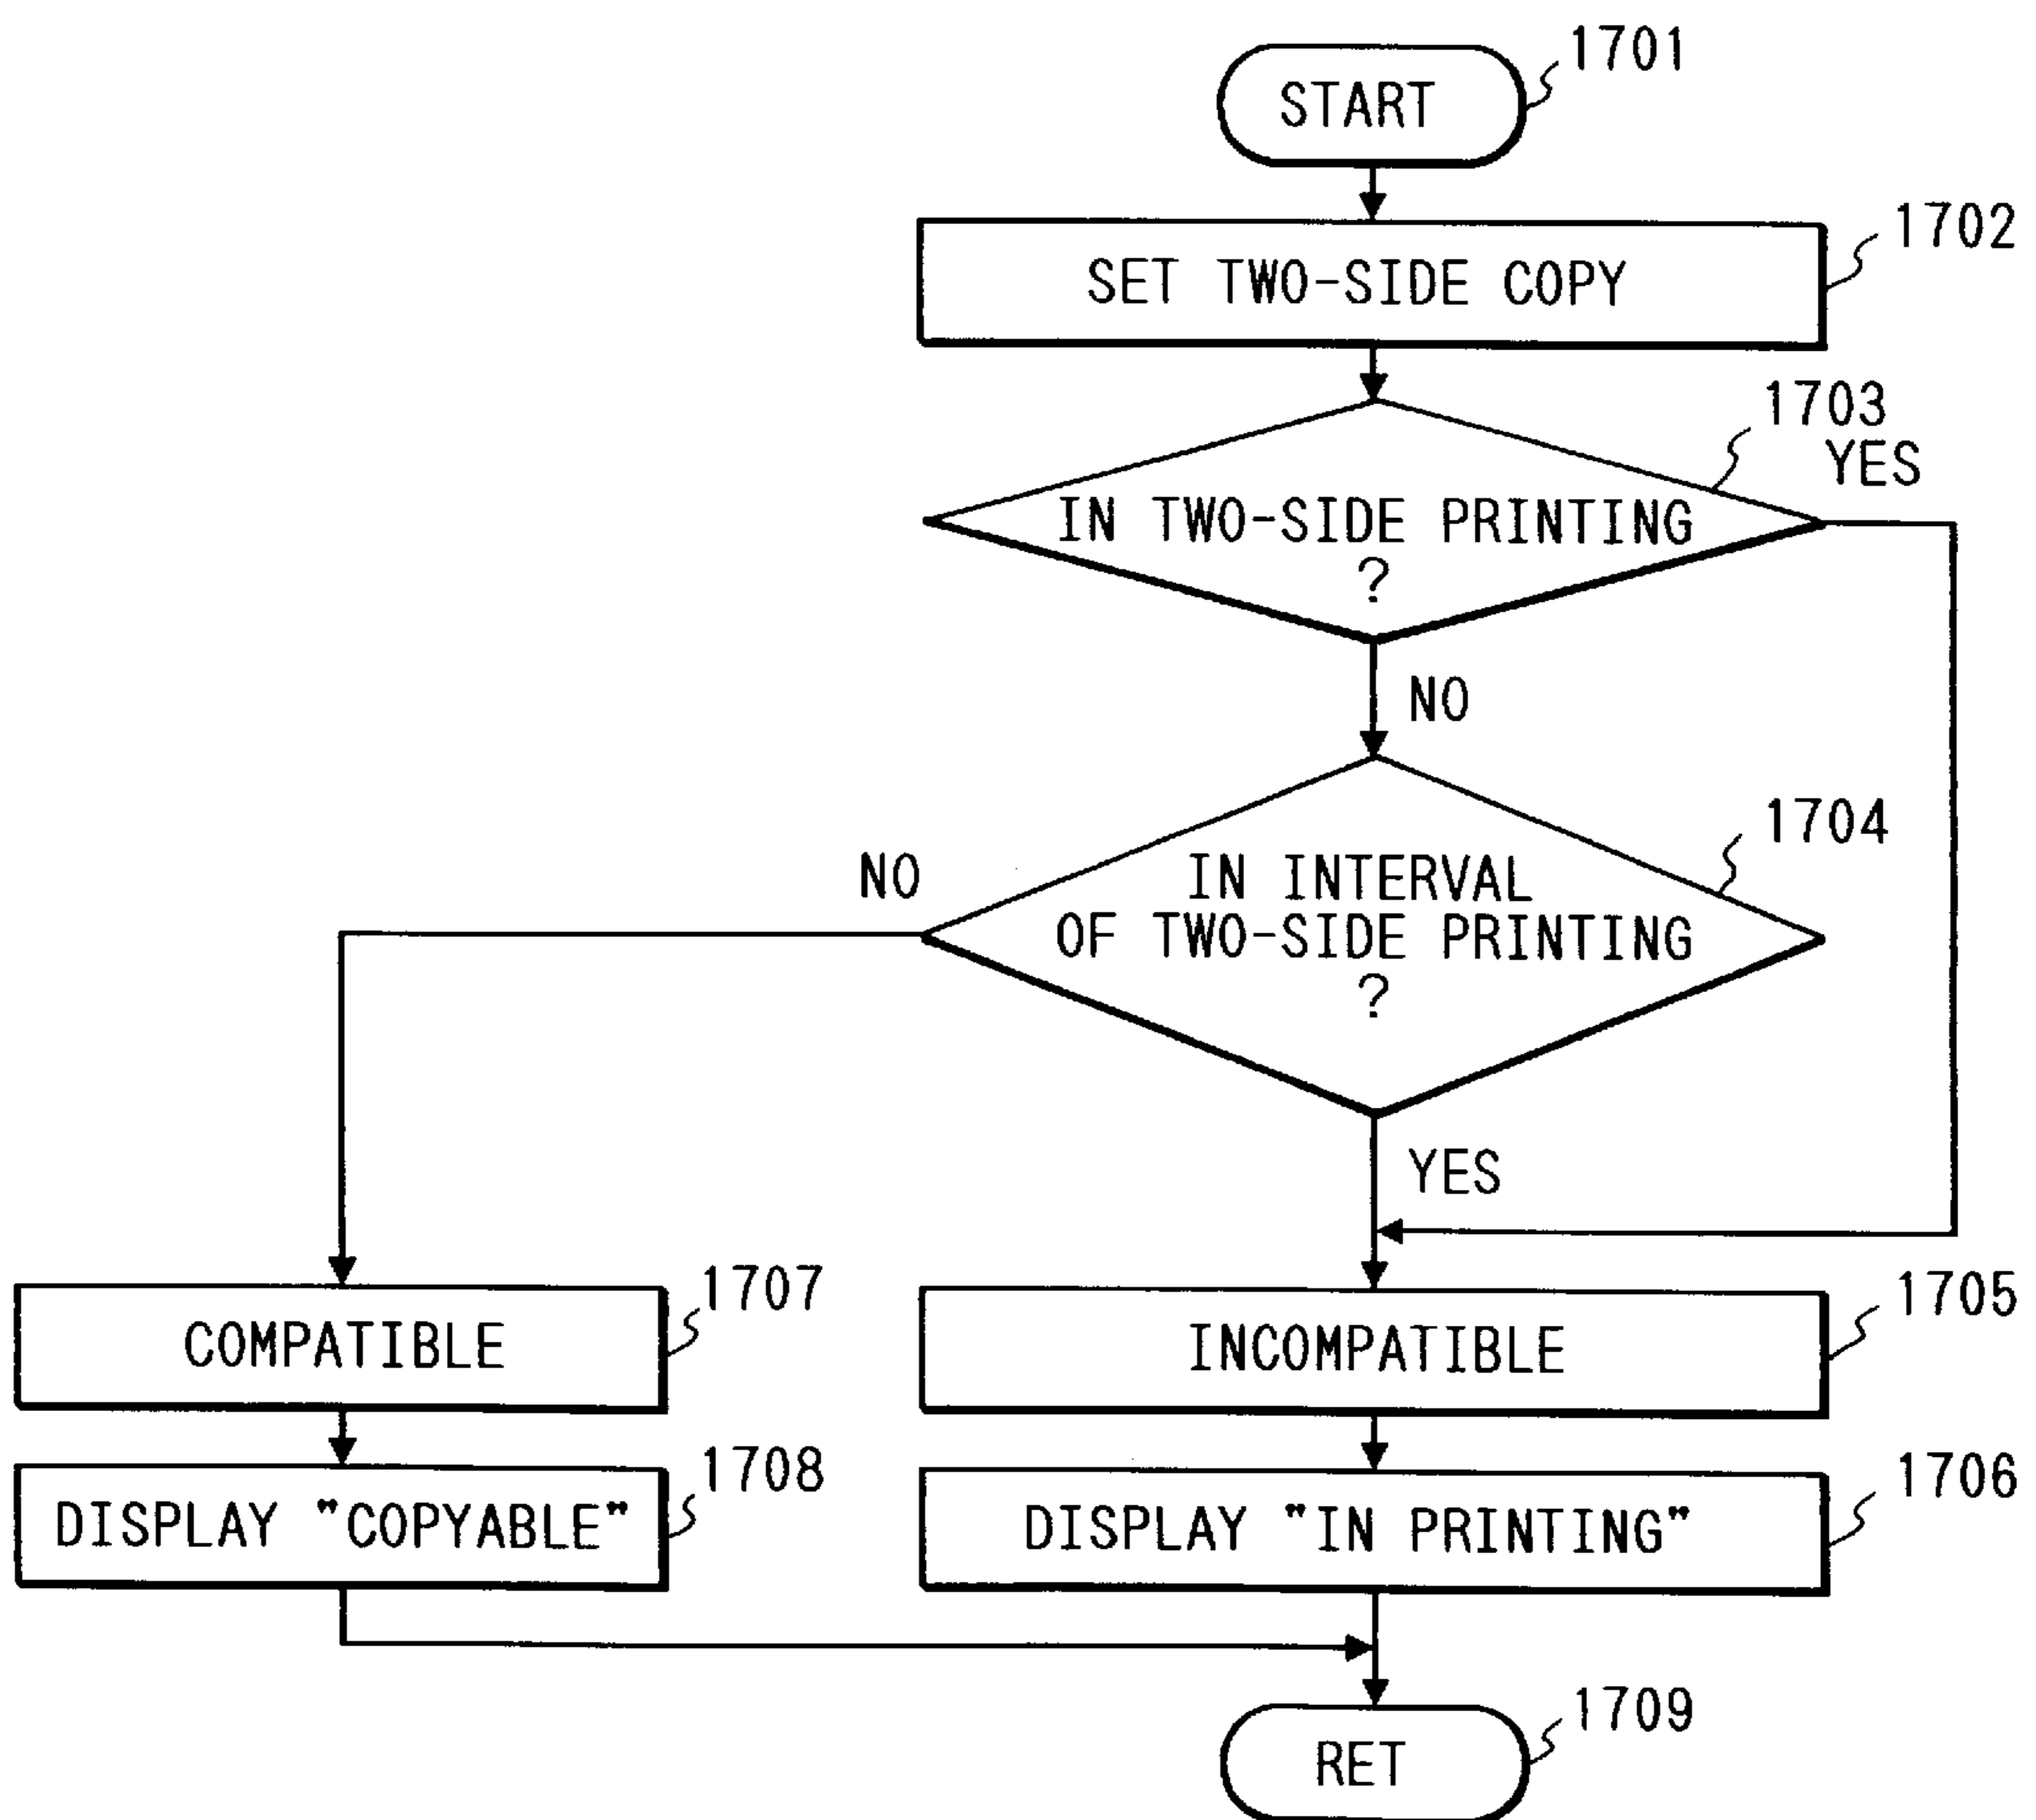 START
1701
SET TWO-SIDE COPY
1702
1703
YES
IN TWO-SIDE PRINTING
?
NO
1704
NO
IN INTERVAL
OF TWO-SIDE PRINTING
?
YES
1707
COMPATIBLE
1705
INCOMPATIBLE
1708
DISPLAY "COPYABLE"
1706
DISPLAY "IN PRINTING"
1709
RET